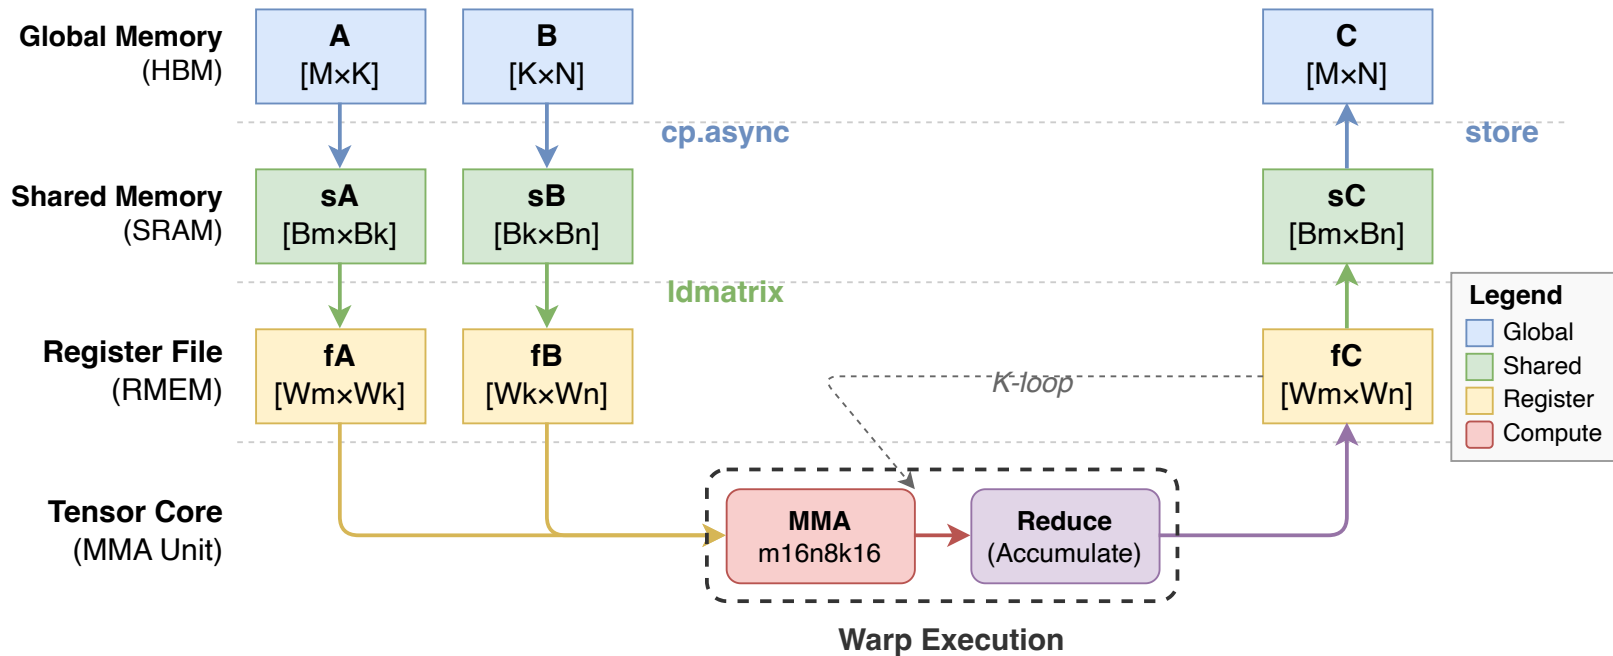 Global Memory
(HBM)
A
[M×K]
B
[K×N]
C
[M×N]
cp.async
store
Shared Memory
(SRAM)
sA
[Bm×Bk]
sB
[Bk×Bn]
sC
[Bm×Bn]
ldmatrix
Register File
(RMEM)
fA
[Wm×Wk]
fB
[Wk×Wn]
K-loop
fC
[Wm×Wn]
Legend
Global
Shared
Register
Compute
Tensor Core
(MMA Unit)
MMA
m16n8k16
Reduce
(Accumulate)
Warp Execution